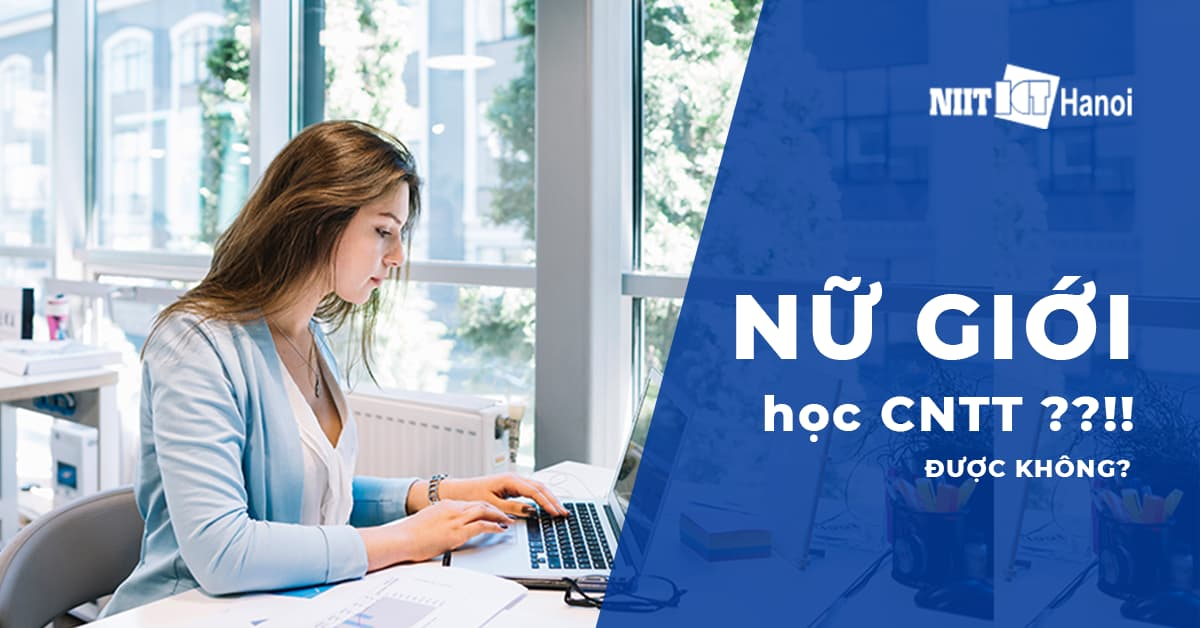 NIIT ICT Hanoi
NỮ GIỚI
học CNTT ??!!
ĐƯỢC KHÔNG?